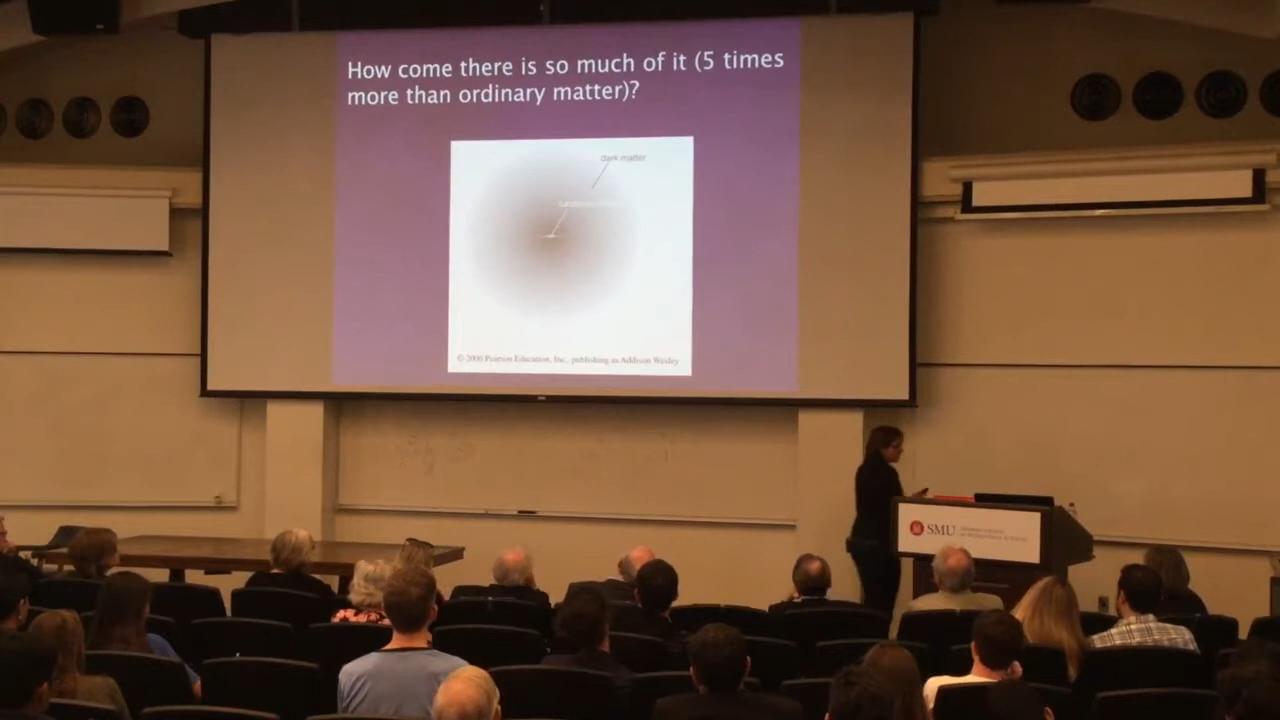 How come there is so much of it (5 times
more than ordinary matter)?
dark matter
© 2006 Pearson Education, Inc., publishing as Addison Wesley
SMU